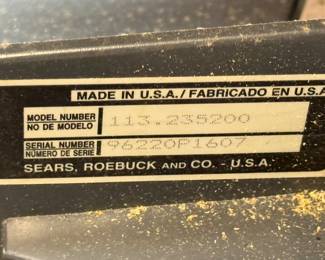 MADE IN U.S.A./FABRICADO EN U.S.A
MODEL NUMBER
NO DE MODELO
113.235200
SERIAL NUMBER
NÚMERO DE SERIE
96220P1607
SEARS, ROEBUCK AND CO. - U.S.A.